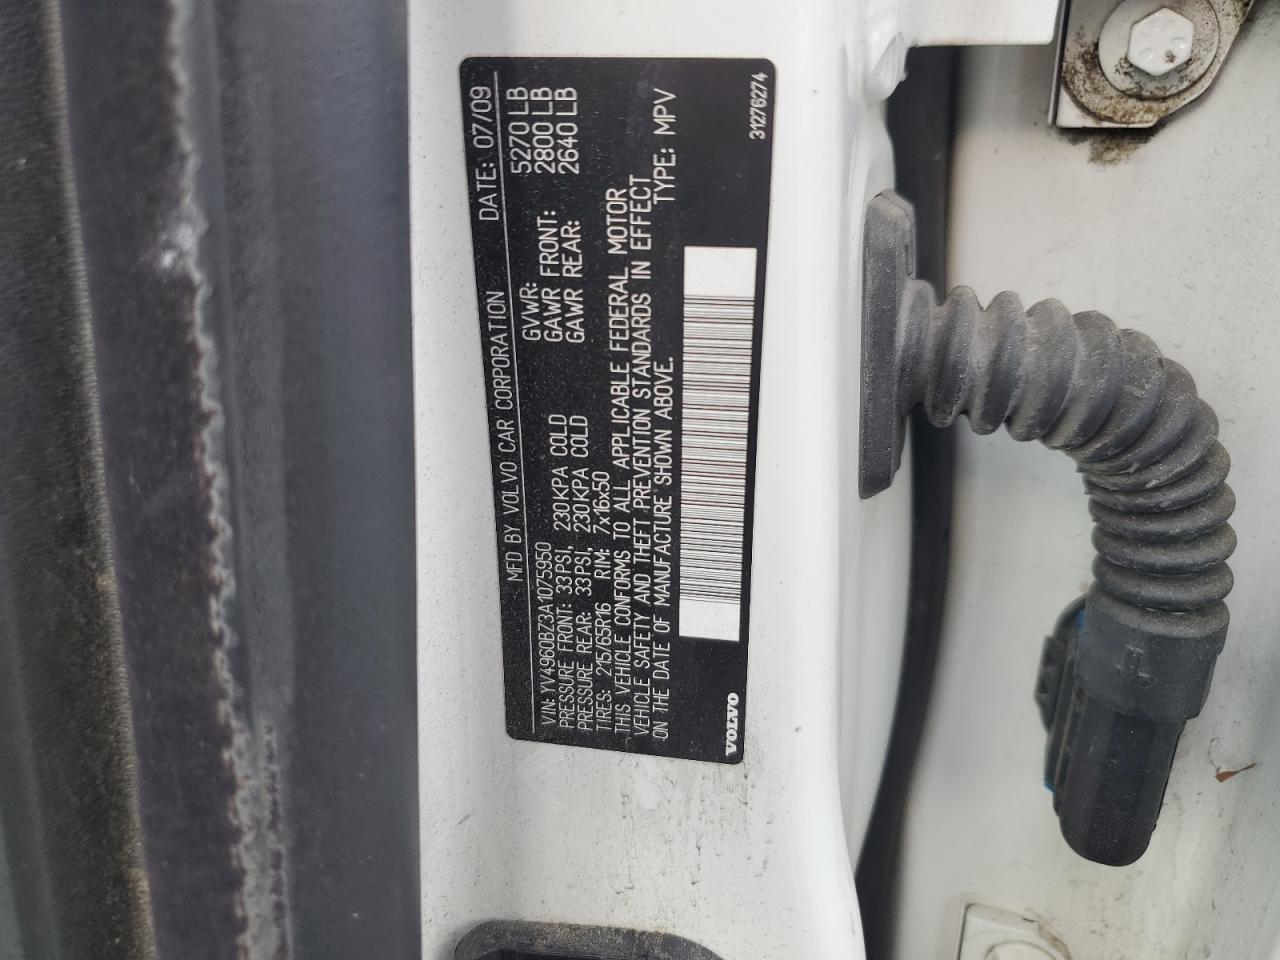 MFD BY VOLVO CAR CORPORATION DATE: 07/09
VIN: YV4960BZ3A1075950 GVWR: 5270 LB
PRESSURE FRONT: 33PSI, 230KPA COLD GAWR FRONT: 2800 LB
PRESSURE REAR: 33PSI, 230KPA COLD GAWR REAR: 2640 LB
TIRES: 215/65R16 RIM: 7x16x50
THIS VEHICLE CONFORMS TO ALL APPLICABLE FEDERAL MOTOR
VEHICLE SAFETY AND THEFT PREVENTION STANDARDS IN EFFECT
ON THE DATE OF MANUFACTURE SHOWN ABOVE. TYPE: MPV
VOLVO 31276274